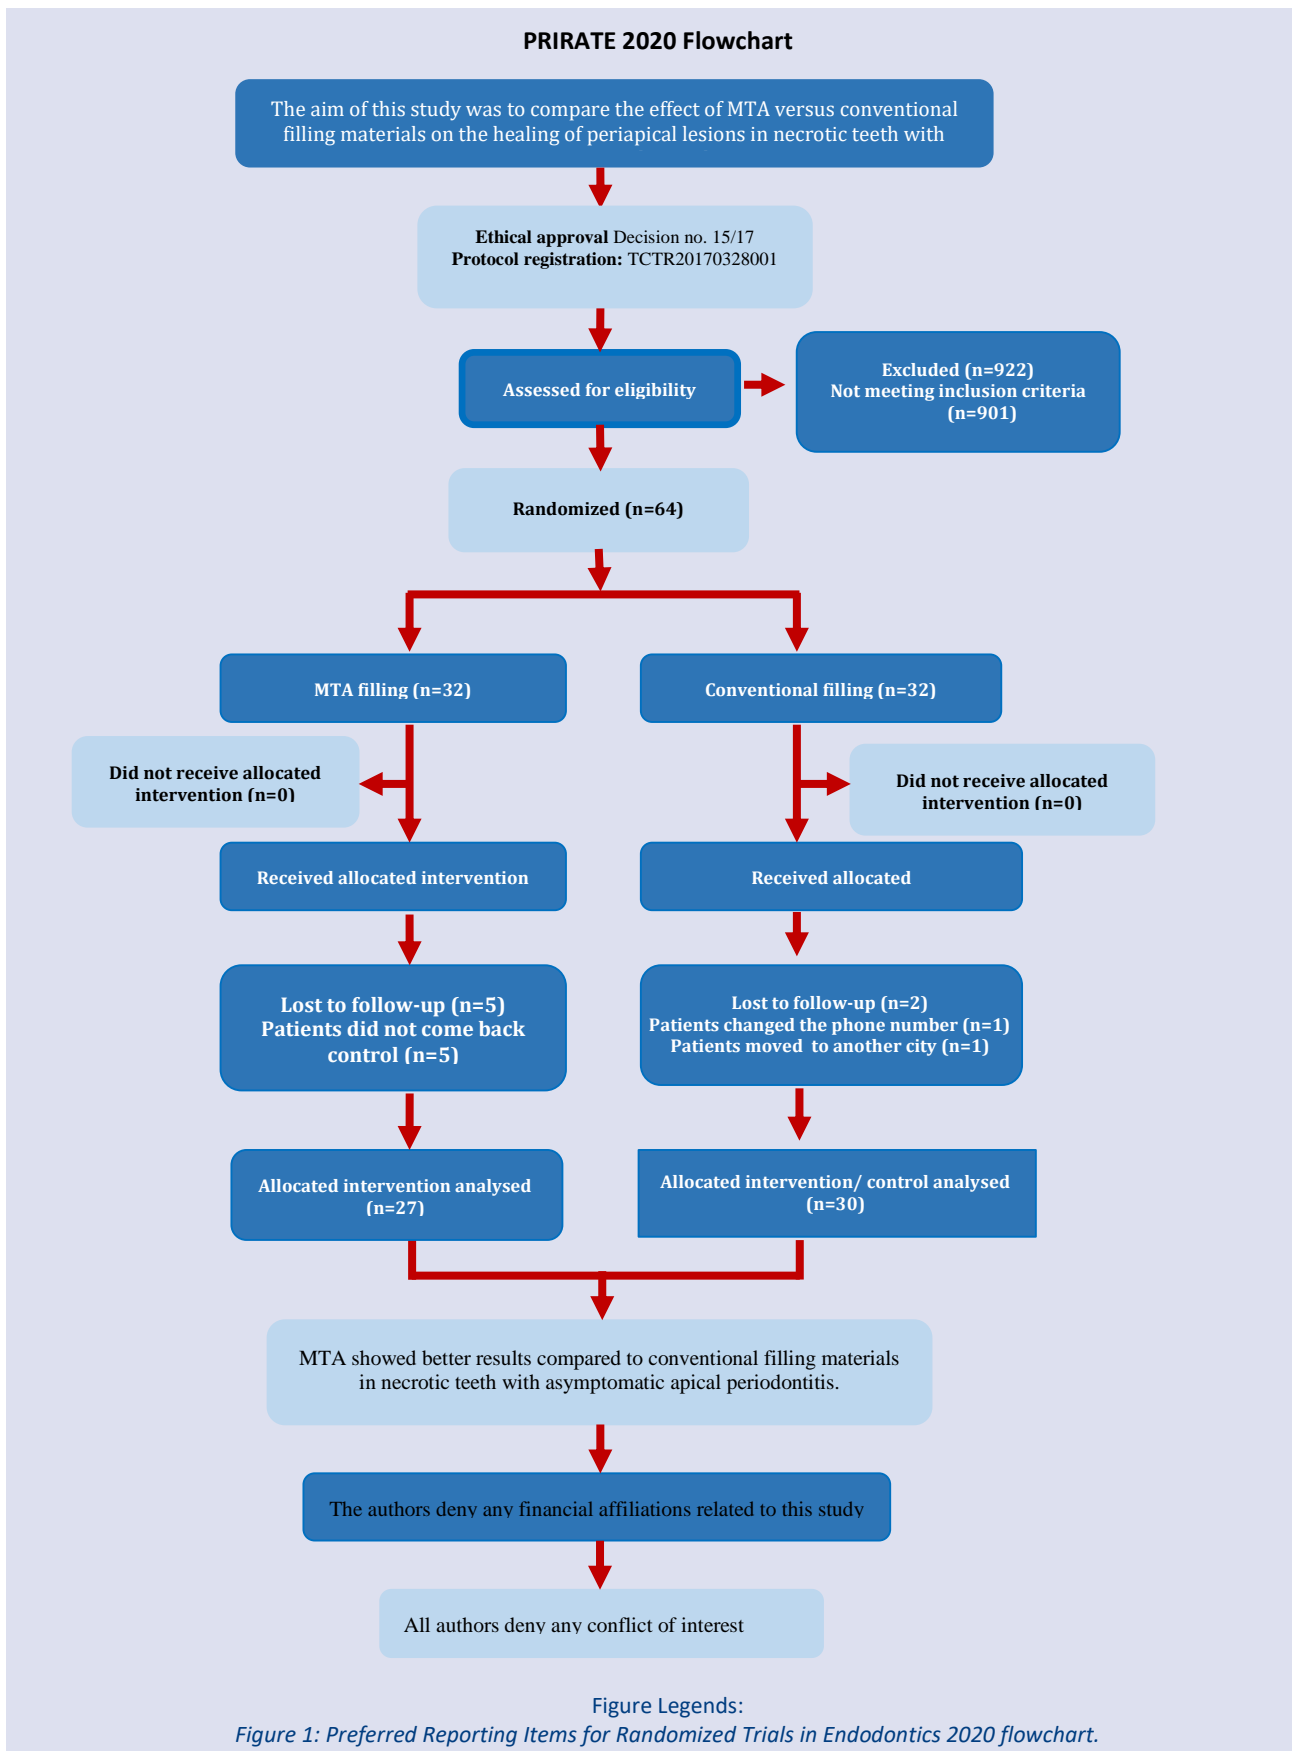 PRIRATE 2020 Flowchart
The aim of this study was to compare the effect of MTA versus conventional
filling materials on the healing of periapical lesions in necrotic teeth with
Ethical approval Decision no. 15/17
Protocol registration: TCTR20170328001
Assessed for eligibility
Excluded (n=922)
Not meeting inclusion criteria
(n=901)
Randomized (n=64)
MTA filling (n=32)
Conventional filling (n=32)
Did not receive allocated
intervention (n=0)
Did not receive allocated
intervention (n=0)
Received allocated intervention
Received allocated
Lost to follow-up (n=5)
Patients did not come back
control (n=5)
Lost to follow-up (n=2)
Patients changed the phone number (n=1)
Patients moved to another city (n=1)
Allocated intervention analysed
(n=27)
Allocated intervention/ control analysed
(n=30)
MTA showed better results compared to conventional filling materials
in necrotic teeth with asymptomatic apical periodontitis.
The authors deny any financial affiliations related to this study
All authors deny any conflict of interest
Figure Legends:
Figure 1: Preferred Reporting Items for Randomized Trials in Endodontics 2020 flowchart.